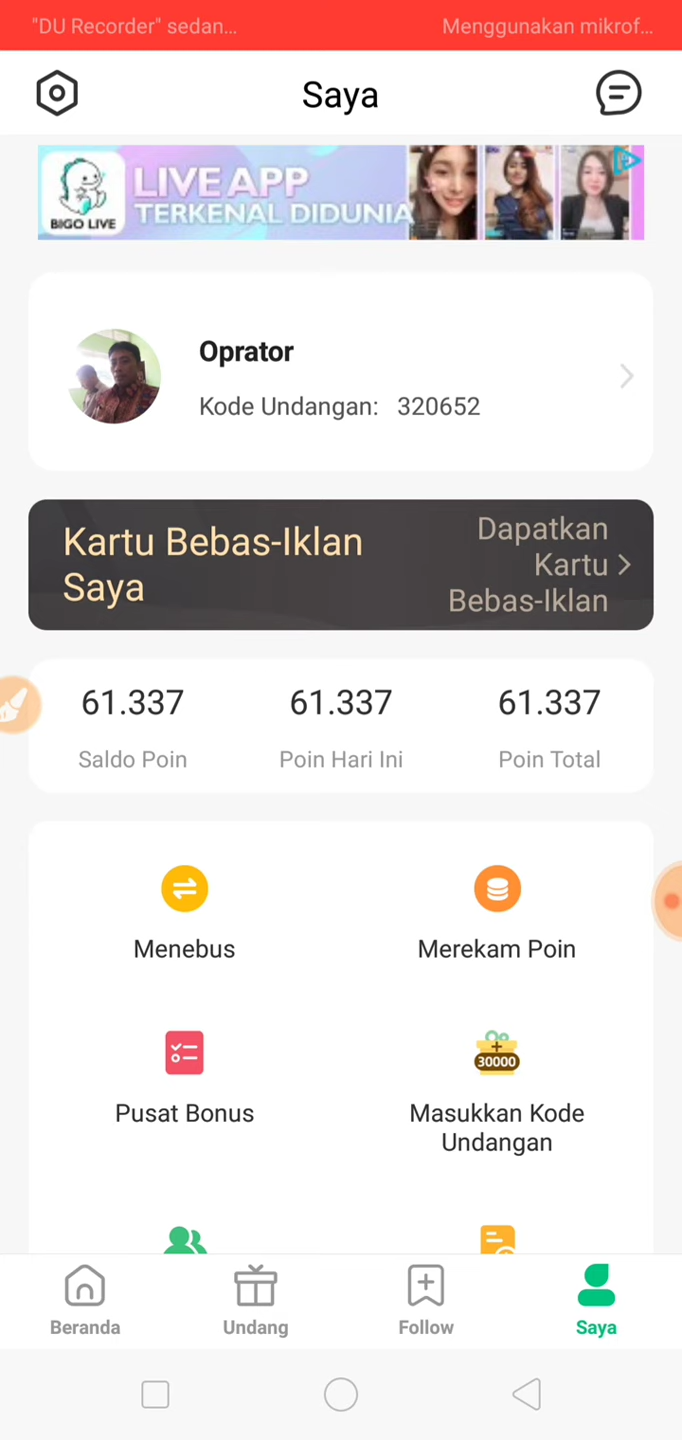 "DU Recorder" sedan... Menggunakan mikrof...
Saya
BIGO LIVE
LIVE APP
TERKENAL DIDUNIA
Oprator
Kode Undangan: 320652
Kartu Bebas-Iklan
Saya
Dapatkan
Kartu
Bebas-Iklan
61.337 61.337 61.337
Saldo Poin Poin Hari Ini Poin Total
Menebus Merekam Poin
30000
Pusat Bonus Masukkan Kode
Undangan
Beranda Undang Follow Saya